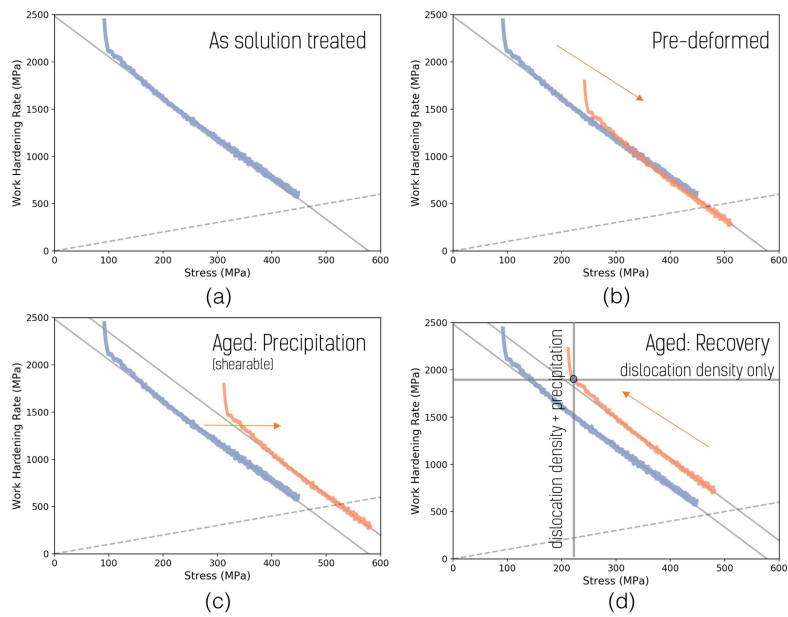 As solution treated
2500
2000
1500
1000
500
0
Work Hardening Rate (MPa)
0 100 200 300 400 500 600
Stress (MPa)
(a)
Pre-deformed
2500
2000
1500
1000
500
0
Work Hardening Rate (MPa)
0 100 200 300 400 500 600
Stress (MPa)
(b)
Aged: Precipitation
(shearable)
2500
2000
1500
1000
500
0
Work Hardening Rate (MPa)
0 100 200 300 400 500 600
Stress (MPa)
(c)
Aged: Recovery
dislocation density only
dislocation density + precipitation
2500
2000
1500
1000
500
0
Work Hardening Rate (MPa)
0 100 200 300 400 500 600
Stress (MPa)
(d)